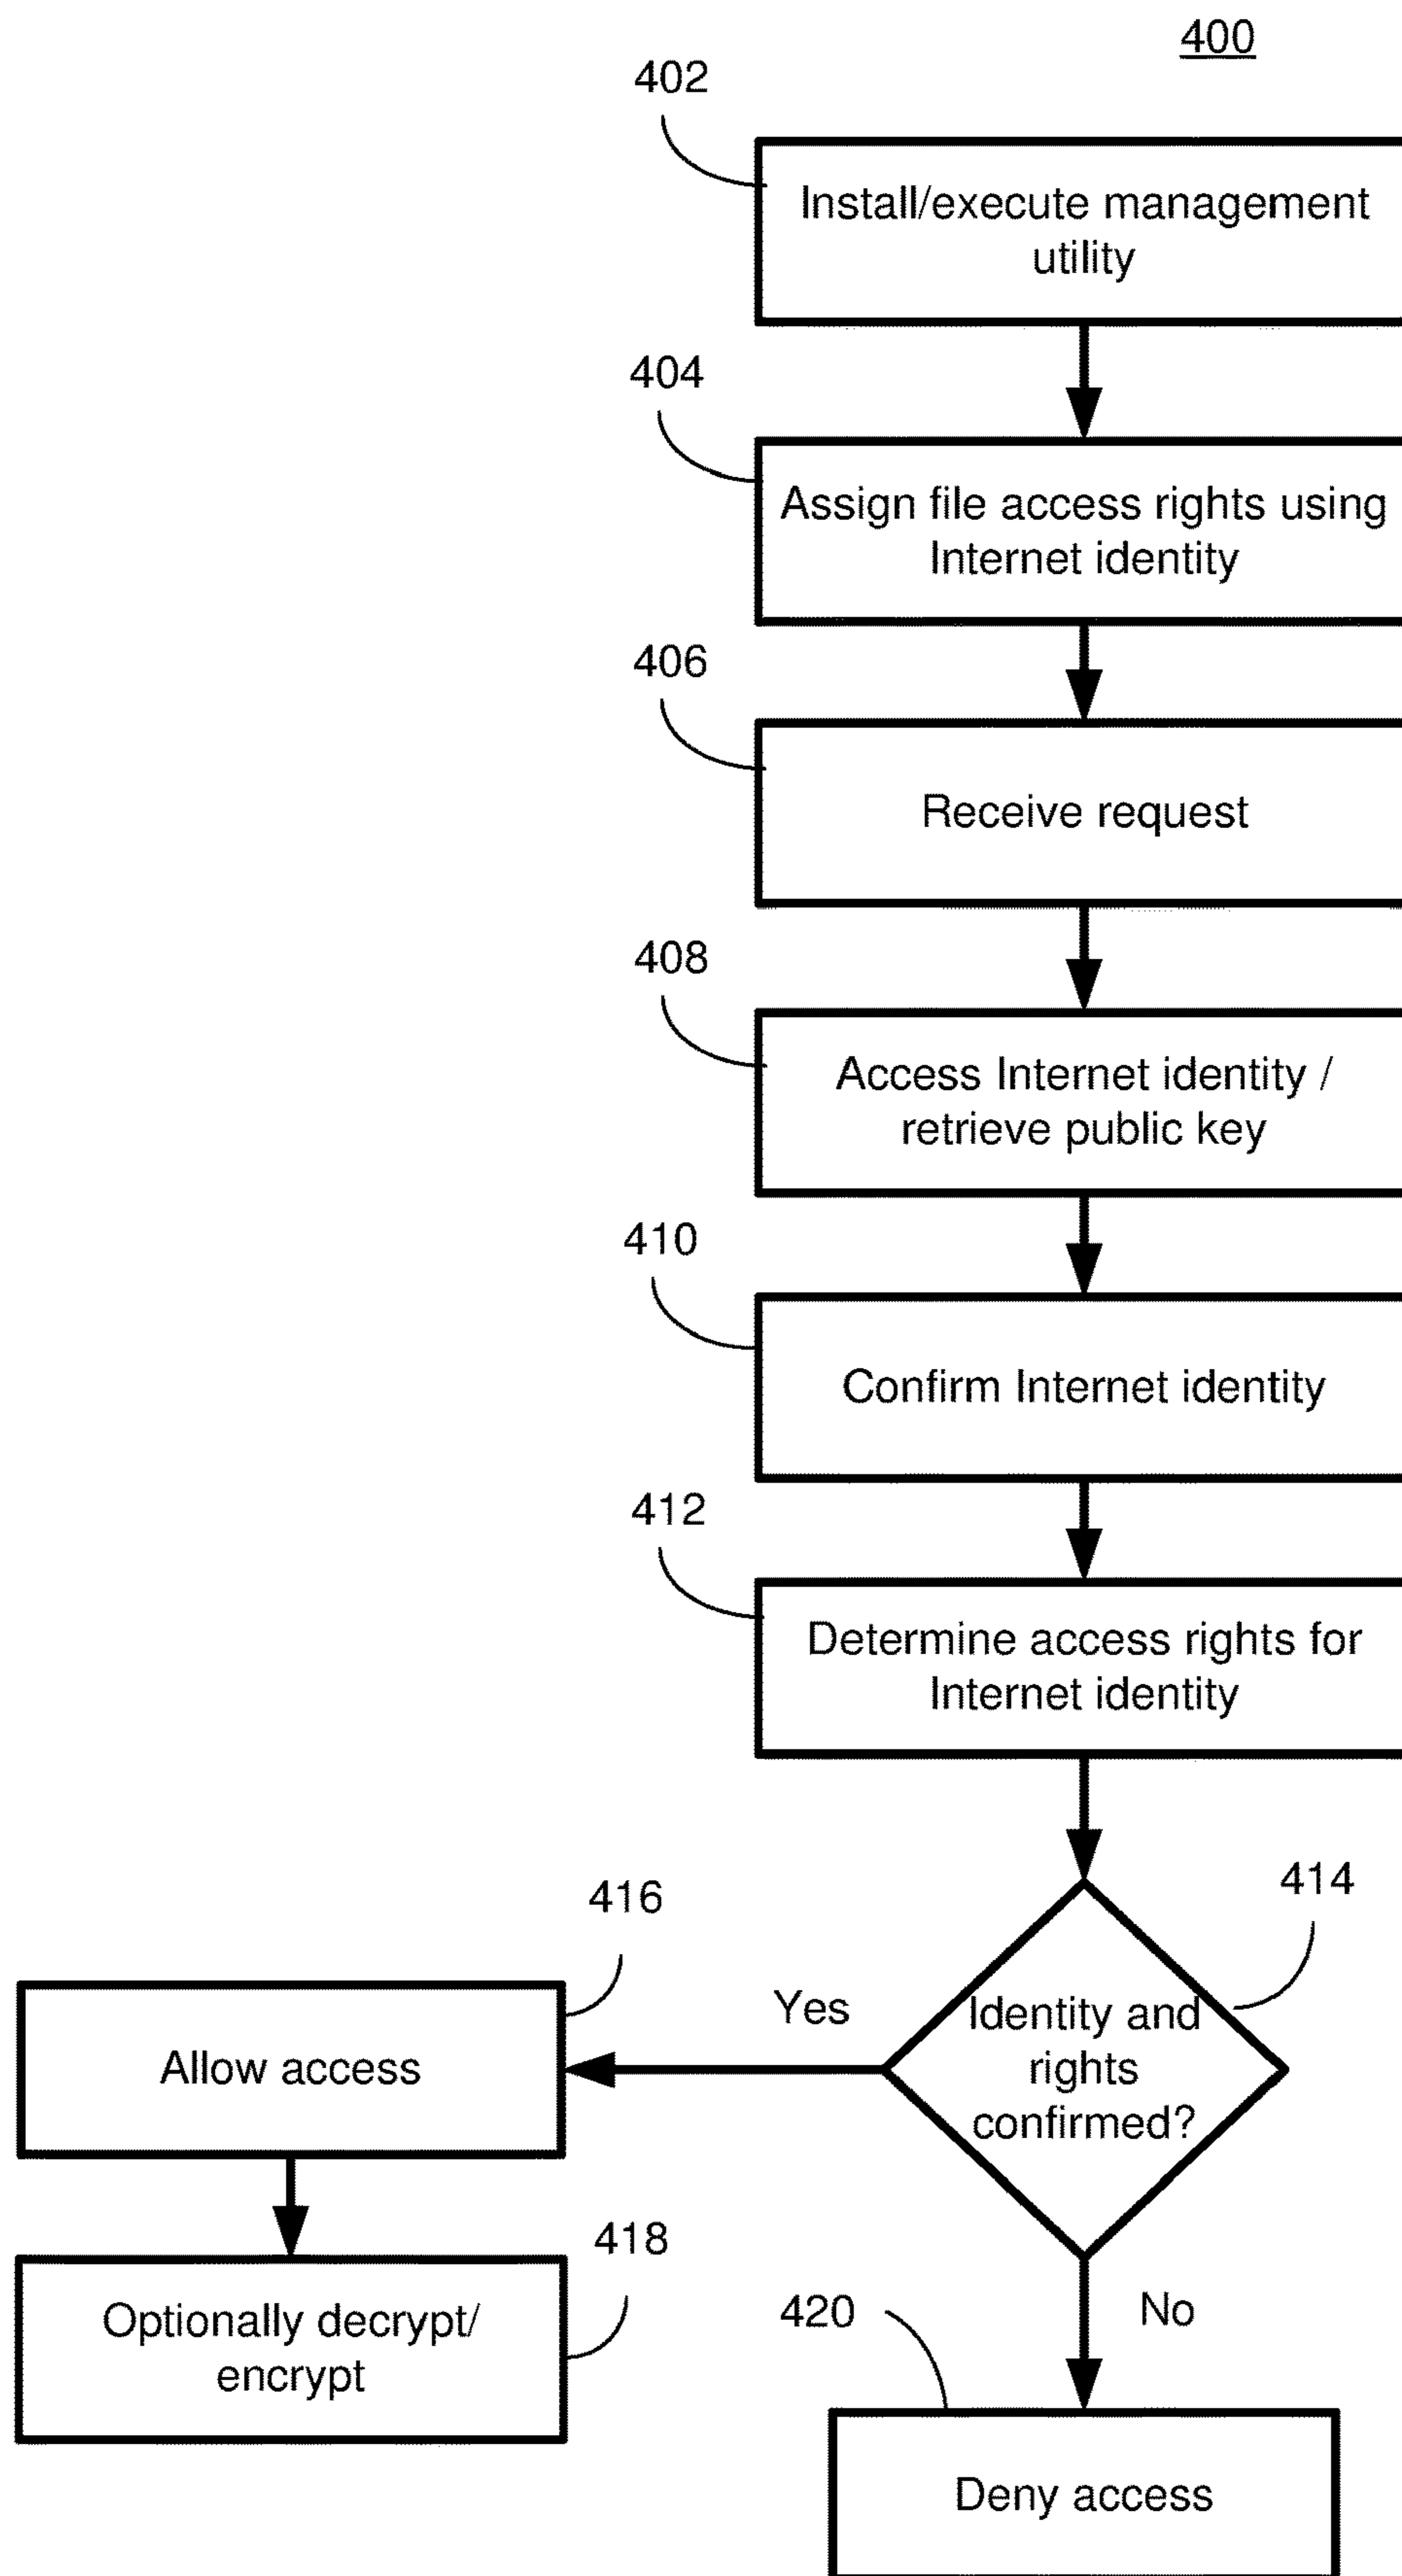 400
402
Install/execute management
utility
404
Assign file access rights using
Internet identity
406
Receive request
408
Access Internet identity /
retrieve public key
410
Confirm Internet identity
412
Determine access rights for
Internet identity
414
Identity and
rights
confirmed?
Yes
416
Allow access
418
Optionally decrypt/
encrypt
No
420
Deny access